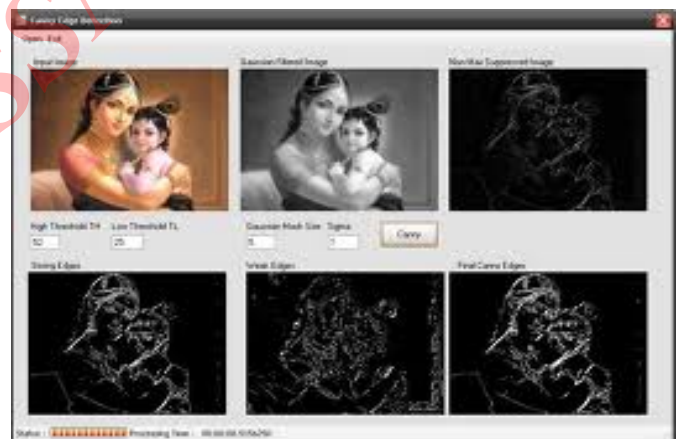 Canny Edge Detection
Open Exit
Input Image
Gaussian Filtered Image
Non Max Suppressed Image
High Threshold TH
Low Threshold TL
Gaussian Mask Size
Sigma
25
5
1
Canny
Strong Edges
Weak Edges
Final Canny Edges
Status :
Processing Time :